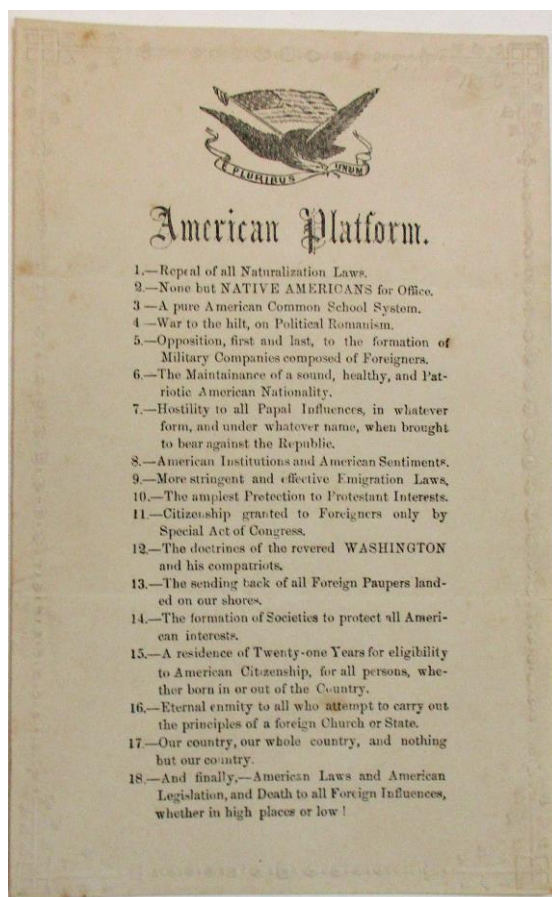 E PLURIBUS UNUM
American Platform.
1.—Repeal of all Naturalization Laws.
2.—None but NATIVE AMERICANS for Office.
3—A pure American Common School System.
4—War to the hilt, on Political Romanism.
5.—Opposition, first and last, to the formation of
Military Companies composed of Foreigners.
6.—The Maintainance of a sound, healthy, and Pat-
riotic American Nationality.
7.—Hostility to all Papal Influences, in whatever
form, and under whatever name, when brought
to bear against the Republic.
8.—American Institutions and American Sentiments.
9.—More stringent and effective Emigration Laws.
10.—The amplest Protection to Protestant Interests.
11.—Citizenship granted to Foreigners only by
Special Act of Congress.
12.—The doctrines of the revered WASHINGTON
and his compatriots.
13.—The sending back of all Foreign Paupers land-
ed on our shores.
14.—The formation of Societies to protect all Ameri-
can interests.
15.—A residence of Twenty-one Years for eligibility
to American Citizenship, for all persons, whe-
ther born in or out of the Country.
16.—Eternal enmity to all who attempt to carry out
the principles of a foreign Church or State.
17.—Our country, our whole country, and nothing
but our country.
18.—And finally,—American Laws and American
Legislation, and Death to all Foreign Influences,
whether in high places or low !